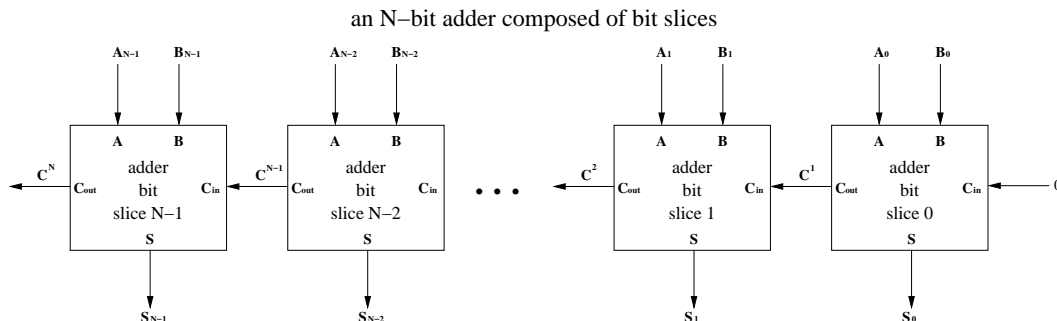 an N−bit adder composed of bit slices
AN−1 BN−1 AN−2 BN−2 A1 B1 A0 B0
A B A B A B A B
CN Cout adder bit slice N−1 Cin S
CN−1 Cout adder bit slice N−2 Cin S
• • •
C2 Cout adder bit slice 1 Cin S
C1 Cout adder bit slice 0 Cin S
0
SN−1 SN−2 S1 S0